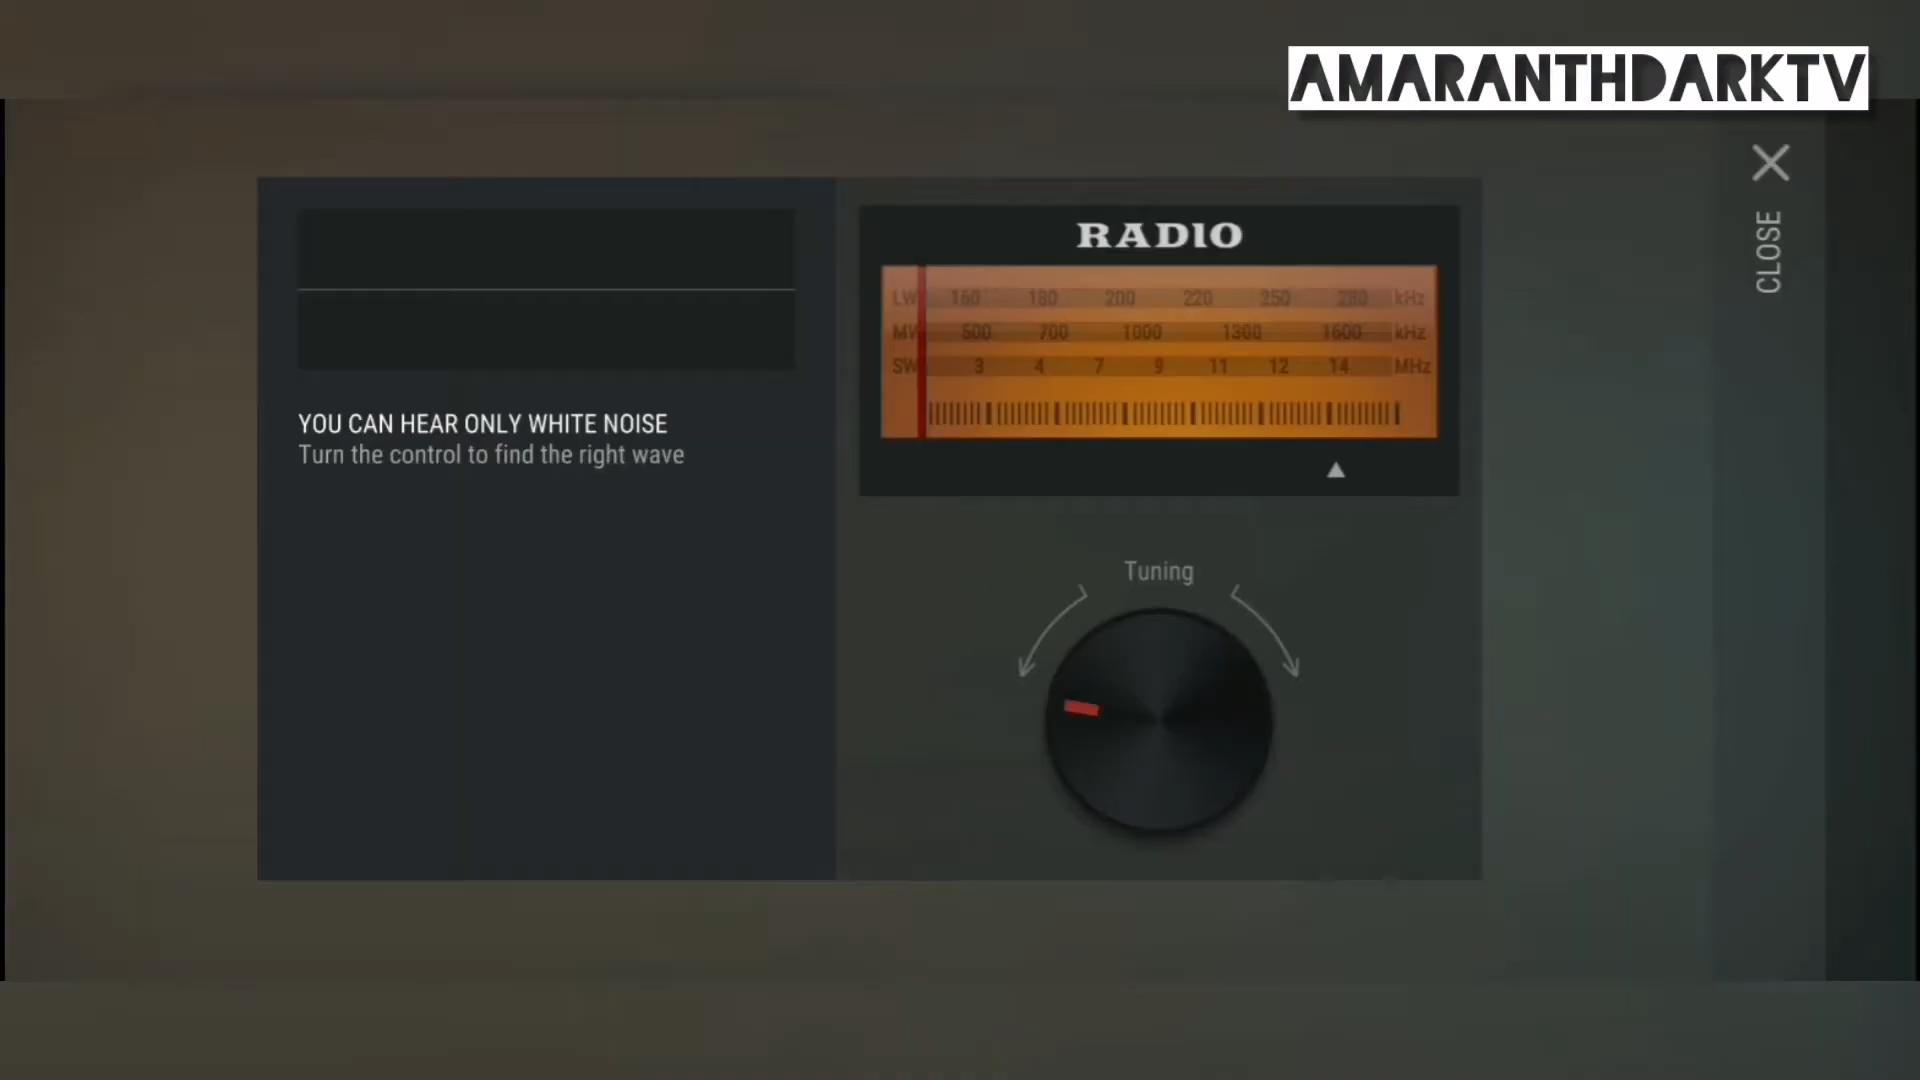 AMARANTHDARKTV
CLOSE
RADIO
LW 160 180 200 220 250 280 kHz
MW 500 700 1000 1300 1600 kHz
SW 3 4 7 9 11 12 14 MHz
YOU CAN HEAR ONLY WHITE NOISE
Turn the control to find the right wave
Tuning